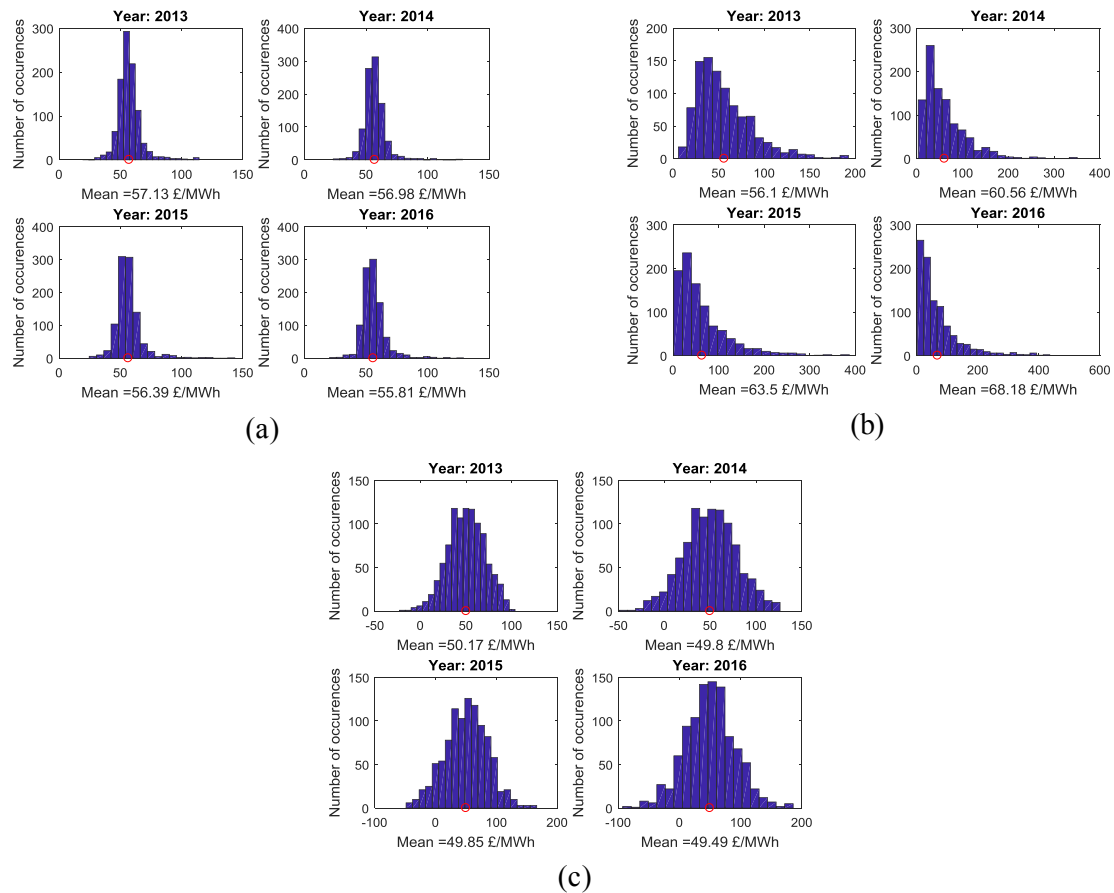 Year: 2013
Number of occurences
300
200
100
0
0 50 100 150
Mean =57.13 £/MWh
Year: 2014
Number of occurences
400
300
200
100
0
0 50 100 150
Mean =56.98 £/MWh
Year: 2015
Number of occurences
400
300
200
100
0
0 50 100 150
Mean =56.39 £/MWh
Year: 2016
Number of occurences
400
300
200
100
0
0 50 100 150
Mean =55.81 £/MWh
(a)
Year: 2013
Number of occurences
200
150
100
50
0
0 50 100 150 200
Mean =56.1 £/MWh
Year: 2014
Number of occurences
300
200
100
0
0 100 200 300 400
Mean =60.56 £/MWh
Year: 2015
Number of occurences
300
200
100
0
0 100 200 300 400
Mean =63.5 £/MWh
Year: 2016
Number of occurences
300
200
100
0
0 200 400 600
Mean =68.18 £/MWh
(b)
Year: 2013
Number of occurences
150
100
50
0
-50 0 50 100 150
Mean =50.17 £/MWh
Year: 2014
Number of occurences
150
100
50
0
-50 0 50 100 150
Mean =49.8 £/MWh
Year: 2015
Number of occurences
150
100
50
0
-100 0 100 200
Mean =49.85 £/MWh
Year: 2016
Number of occurences
150
100
50
0
-100 0 100 200
Mean =49.49 £/MWh
(c)